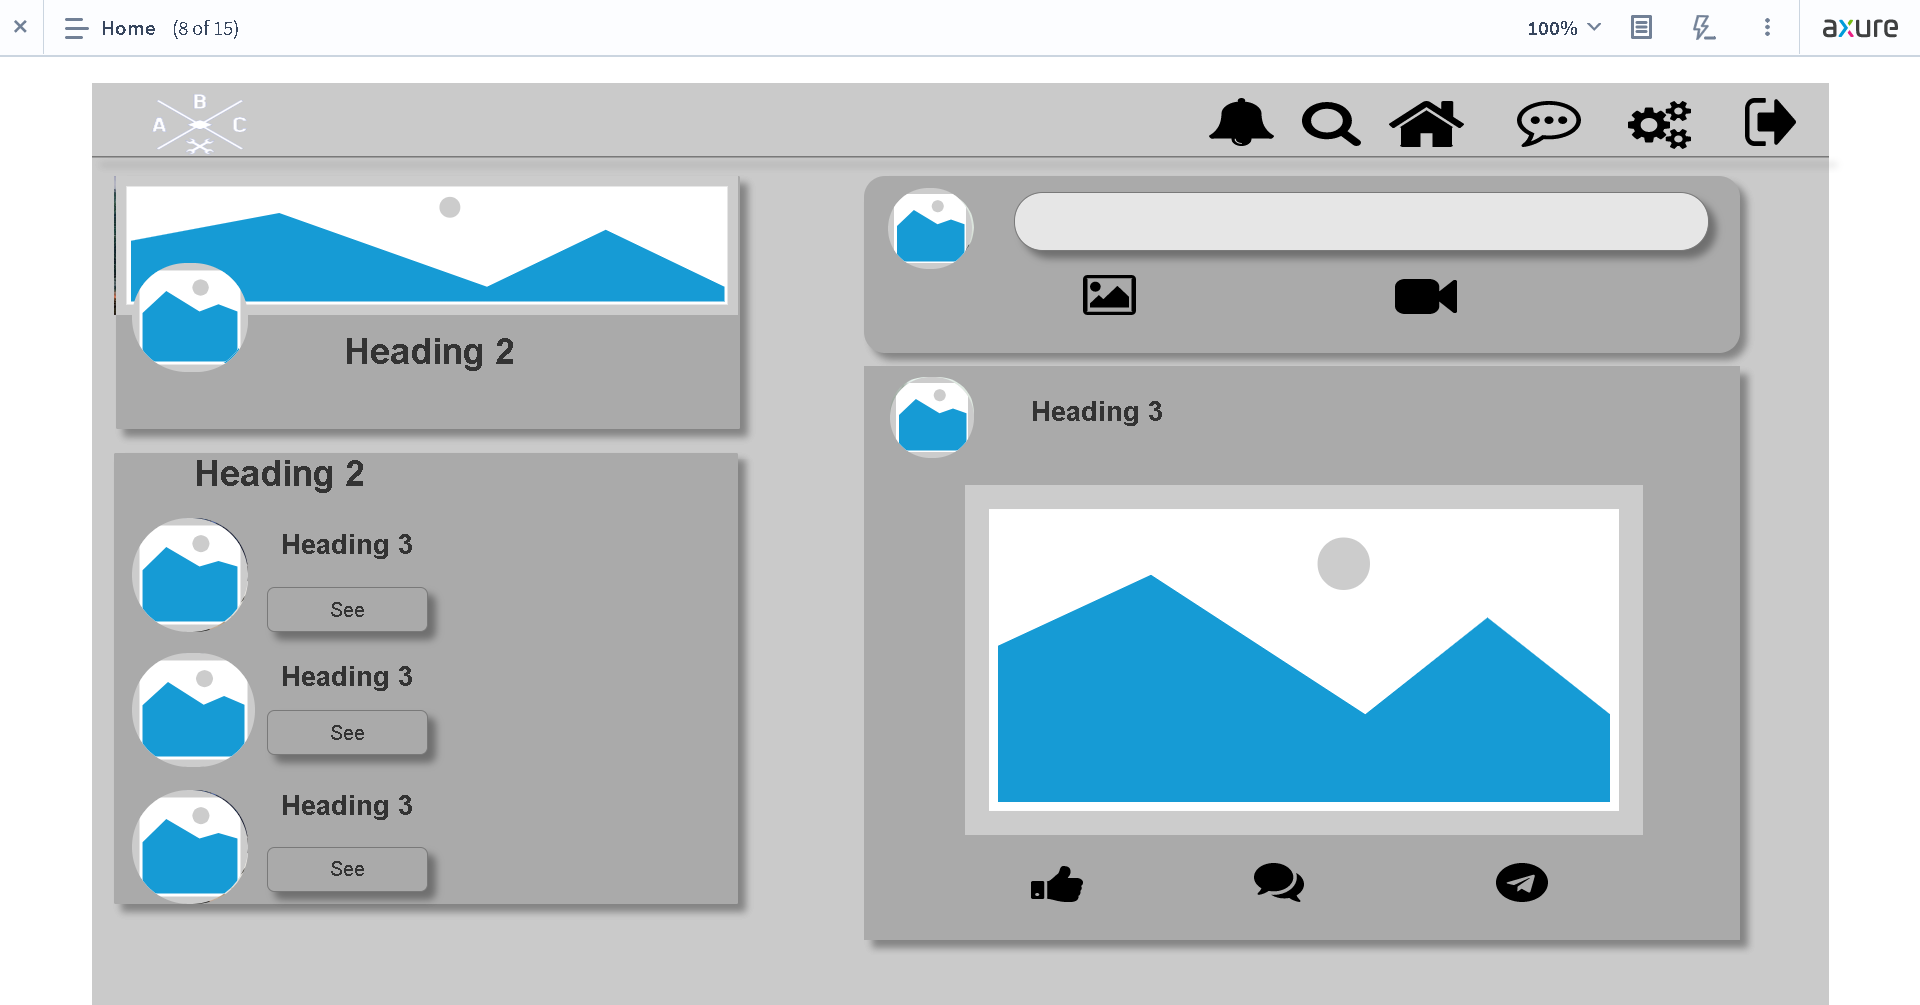 Home (8 of 15)
100%
axure
B
A C
Heading 2
Heading 3
Heading 2
Heading 3
See
Heading 3
See
Heading 3
See